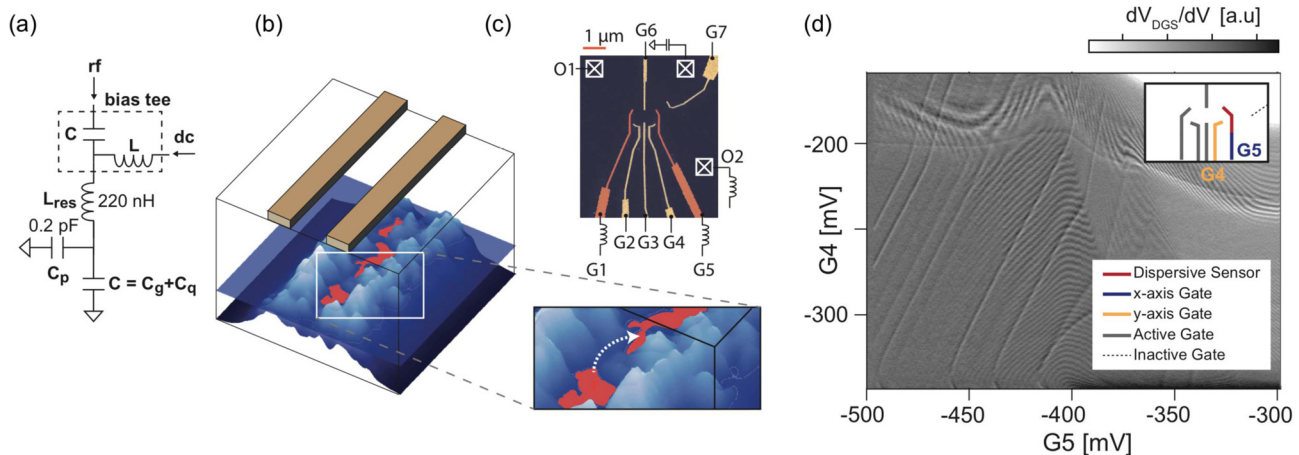 (a)
rf
bias tee
C
L
dc
L_res
220 nH
0.2 pF
C_p
C = C_g+C_q
(b)
(c)
1 μm
G6
G7
O1
O2
G1
G2
G3
G4
G5
(d)
dV_DGS/dV [a.u]
G4 [mV]
-200
-300
G5
G4
Dispersive Sensor
x-axis Gate
y-axis Gate
Active Gate
Inactive Gate
-500
-450
-400
-350
-300
G5 [mV]